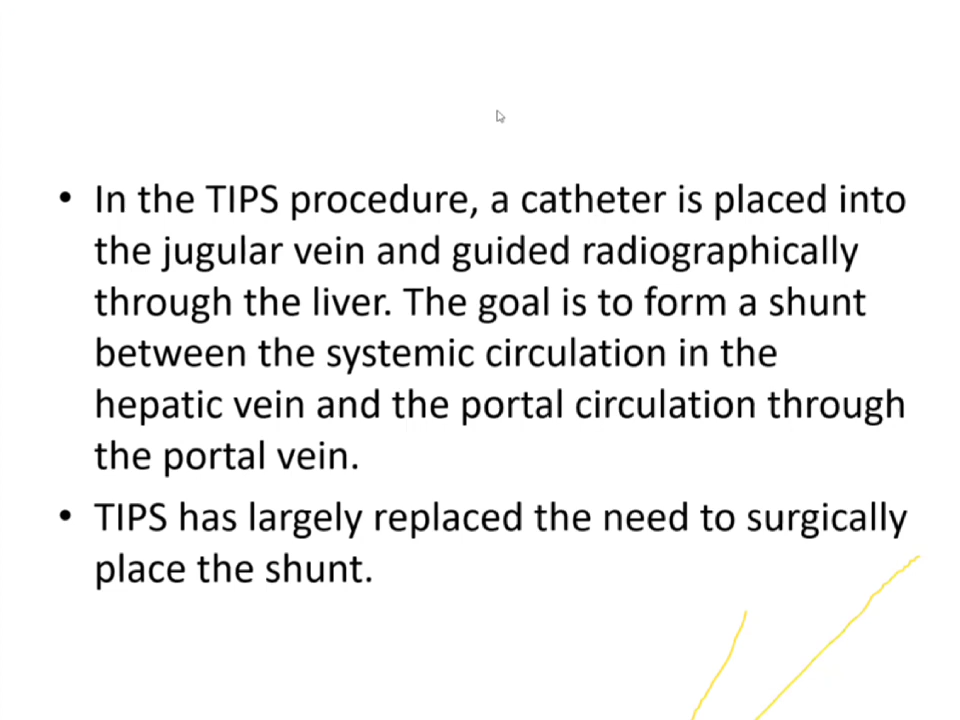 • In the TIPS procedure, a catheter is placed into
the jugular vein and guided radiographically
through the liver. The goal is to form a shunt
between the systemic circulation in the
hepatic vein and the portal circulation through
the portal vein.
• TIPS has largely replaced the need to surgically
place the shunt.